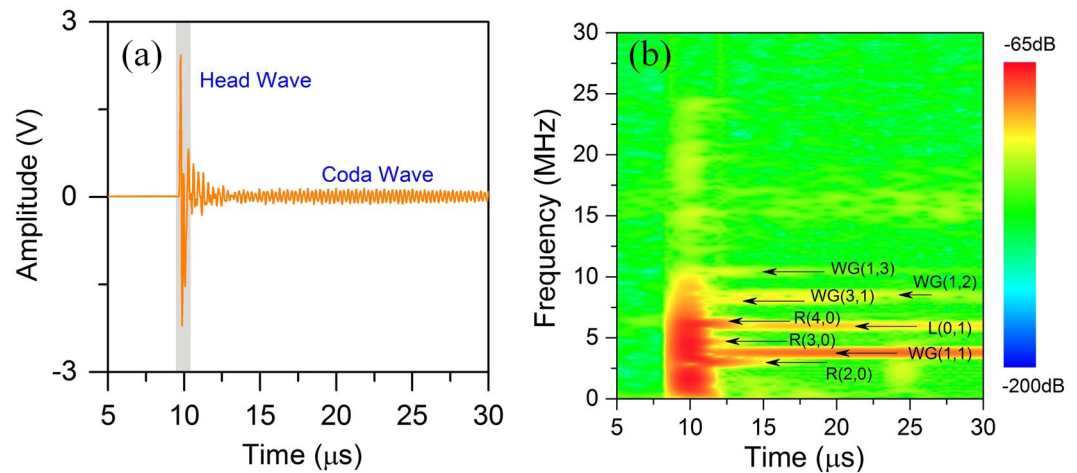 (a)
3
0
-3
Amplitude (V)
Head Wave
Coda Wave
5 10 15 20 25 30
Time (μs)
(b)
30
25
20
15
10
5
0
Frequency (MHz)
WG(1,3)
WG(1,2)
WG(3,1)
R(4,0)
L(0,1)
R(3,0)
WG(1,1)
R(2,0)
5 10 15 20 25 30
Time (μs)
-65dB
-200dB